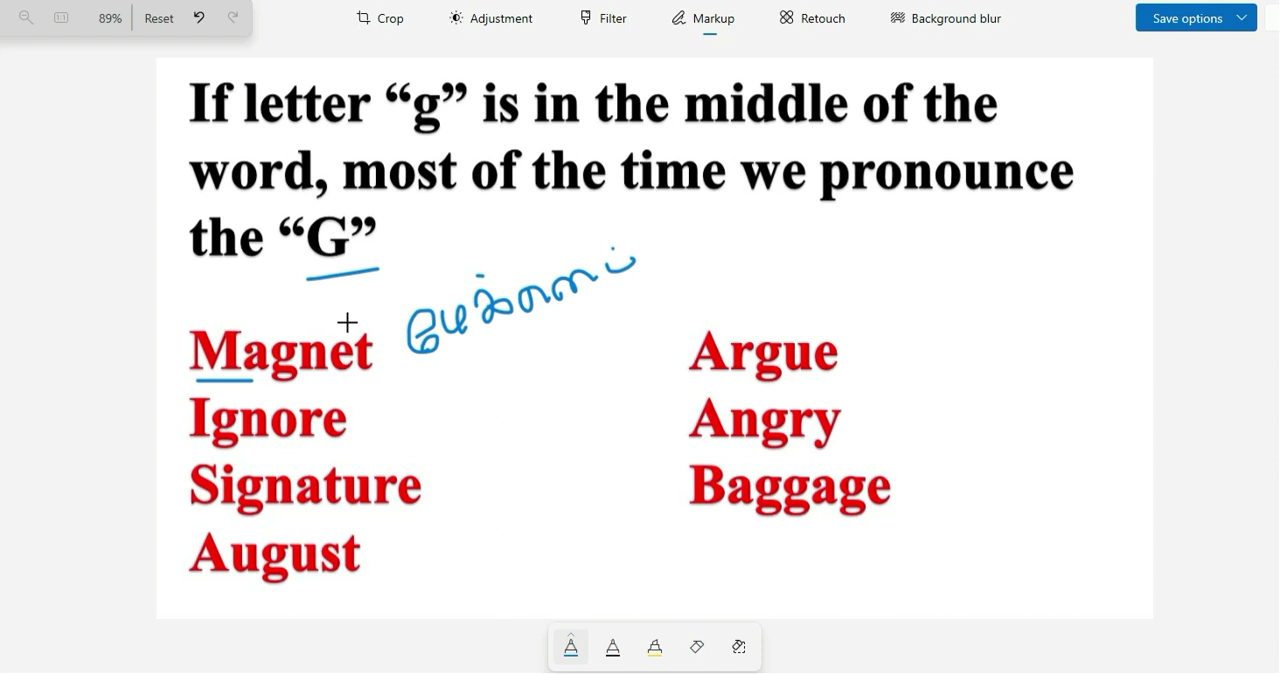 89%
Reset
Crop
Adjustment
Filter
Markup
Retouch
Background blur
Save options
If letter “g” is in the middle of the
word, most of the time we pronounce
the “G”
Magnet
Ignore
Signature
August
Argue
Angry
Baggage